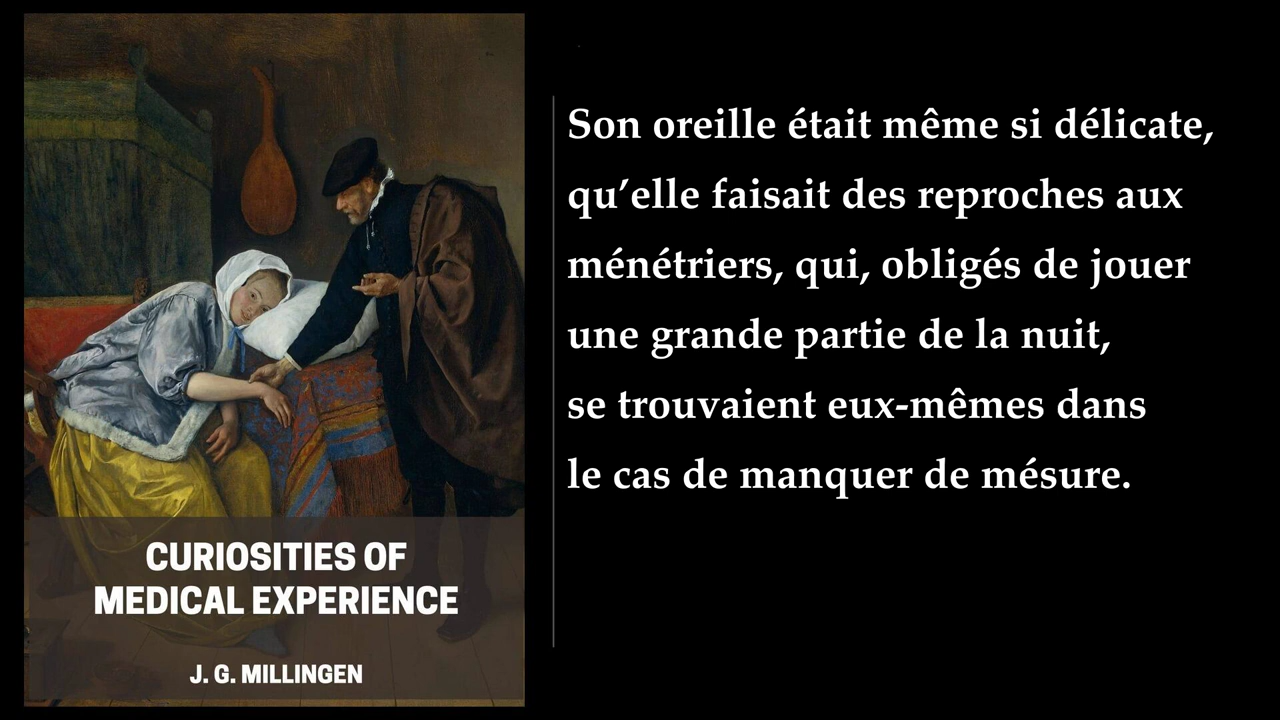 Son oreille était même si délicate,
qu’elle faisait des reproches aux
ménétriers, qui, obligés de jouer
une grande partie de la nuit,
se trouvaient eux-mêmes dans
le cas de manquer de mésure.
CURIOSITIES OF
MEDICAL EXPERIENCE
J. G. MILLINGEN